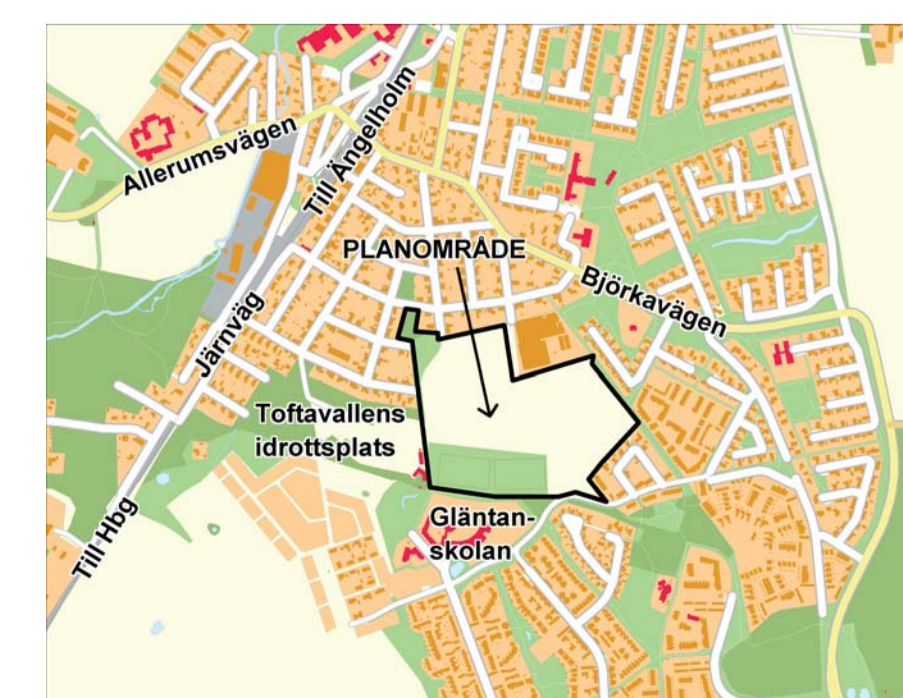 Allerumsvägen
Till Ängelholm
PLANOMRÅDE
Björkavägen
Järnväg
Toftavallens
idrottsplats
Gläntan-
skolan
Till Hbg